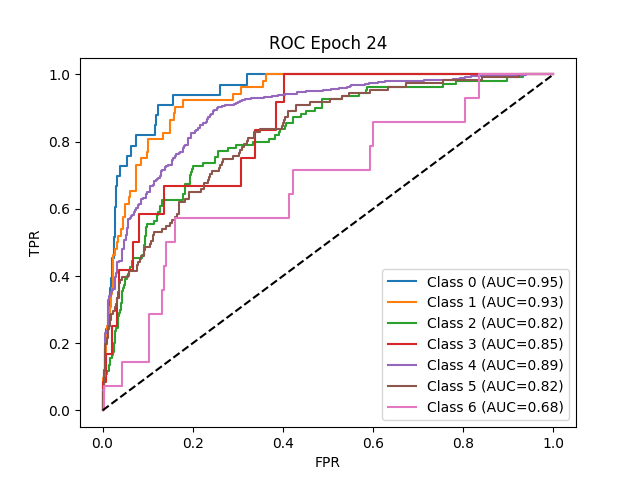 ROC Epoch 24
TPR
1.0
0.8
0.6
0.4
0.2
0.0
Class 0 (AUC=0.95)
Class 1 (AUC=0.93)
Class 2 (AUC=0.82)
Class 3 (AUC=0.85)
Class 4 (AUC=0.89)
Class 5 (AUC=0.82)
Class 6 (AUC=0.68)
0.0 0.2 0.4 0.6 0.8 1.0
FPR